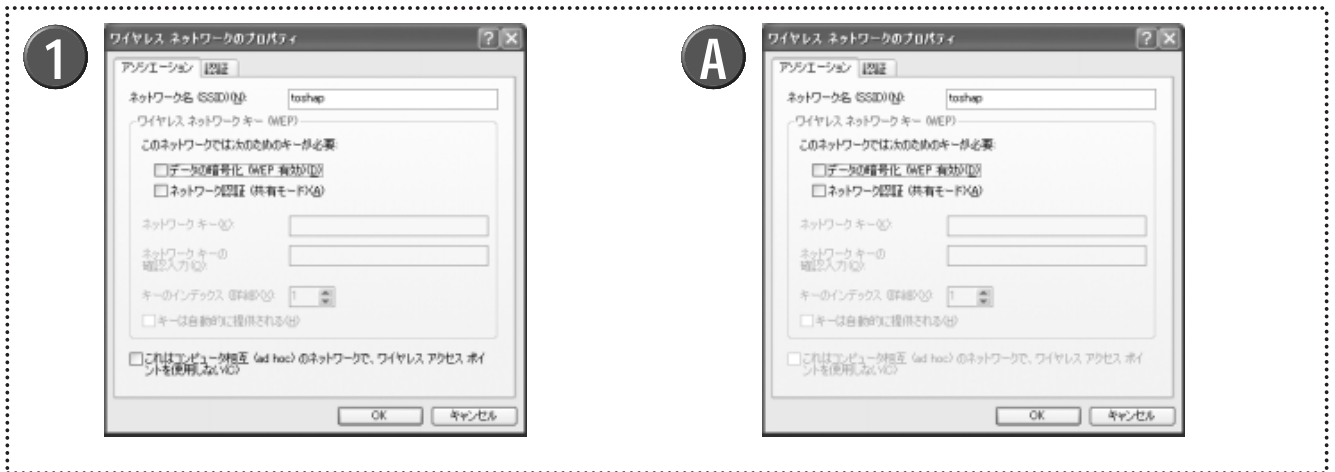 1
ワイヤレス ネットワークのプロパティ
アソシエーション 認証
ネットワーク名 (SSID)(N): toshap
ワイヤレス ネットワーク キー (WEP)
このネットワークでは次のためのキーが必要:
データの暗号化 (WEP 有効)(D)
ネットワーク認証 (共有モード)(A)
ネットワーク キー(K):
ネットワーク キーの
確認入力(O):
キーのインデックス (詳細)(X): 1
キーは自動的に提供される(H)
これはコンピュータ相互 (ad hoc) のネットワークで、ワイヤレス アクセス ポイ
ントを使用しない(C)
OK キャンセル
A
ワイヤレス ネットワークのプロパティ
アソシエーション 認証
ネットワーク名 (SSID)(N): toshap
ワイヤレス ネットワーク キー (WEP)
このネットワークでは次のためのキーが必要:
データの暗号化 (WEP 有効)(D)
ネットワーク認証 (共有モード)(A)
ネットワーク キー(K):
ネットワーク キーの
確認入力(O):
キーのインデックス (詳細)(X): 1
キーは自動的に提供される(H)
これはコンピュータ相互 (ad hoc) のネットワークで、ワイヤレス アクセス ポイ
ントを使用しない(C)
OK キャンセル